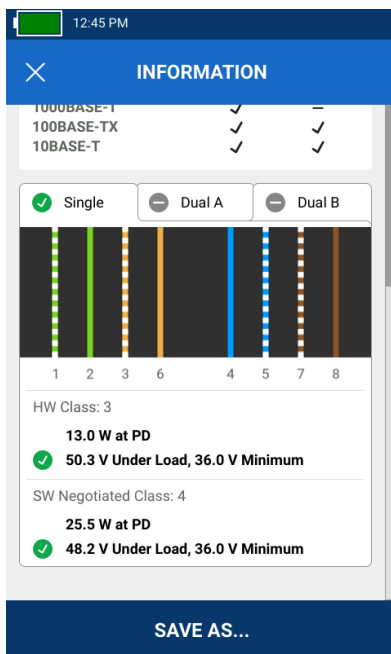 12:45 PM
INFORMATION
1000BASE-T
100BASE-TX
10BASE-T
Single Dual A Dual B
1 2 3 6 4 5 7 8
HW Class: 3
13.0 W at PD
50.3 V Under Load, 36.0 V Minimum
SW Negotiated Class: 4
25.5 W at PD
48.2 V Under Load, 36.0 V Minimum
SAVE AS...